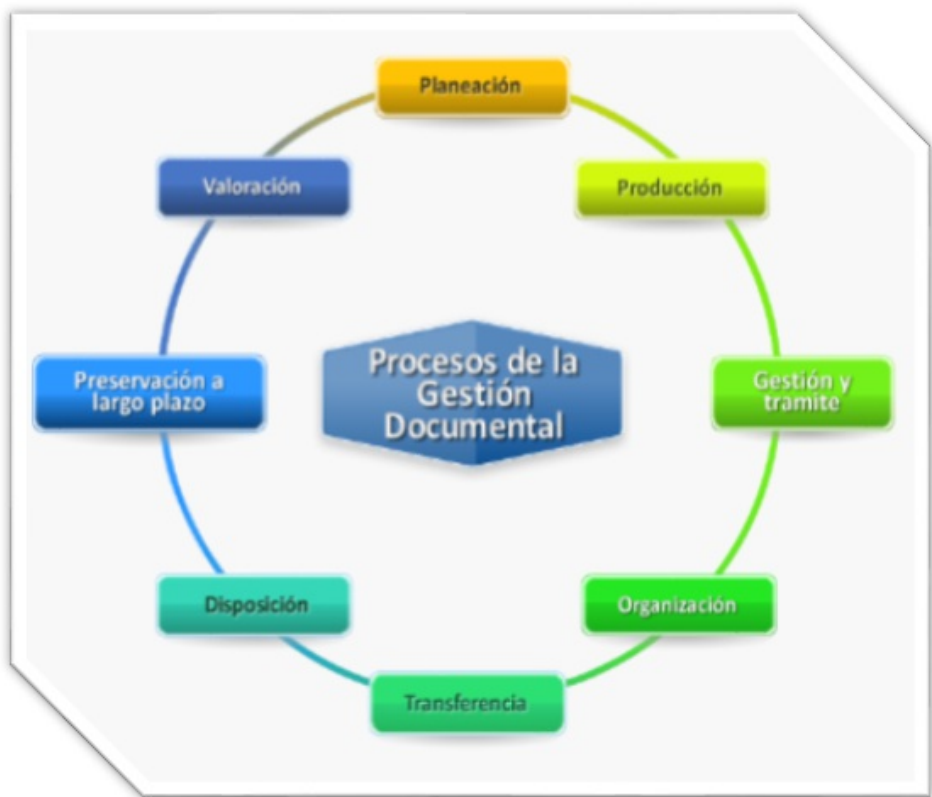 Planeación
Valoración
Producción
Procesos de la
Gestión
Documental
Preservación a
largo plazo
Gestión y
tramite
Disposición
Organización
Transferencia